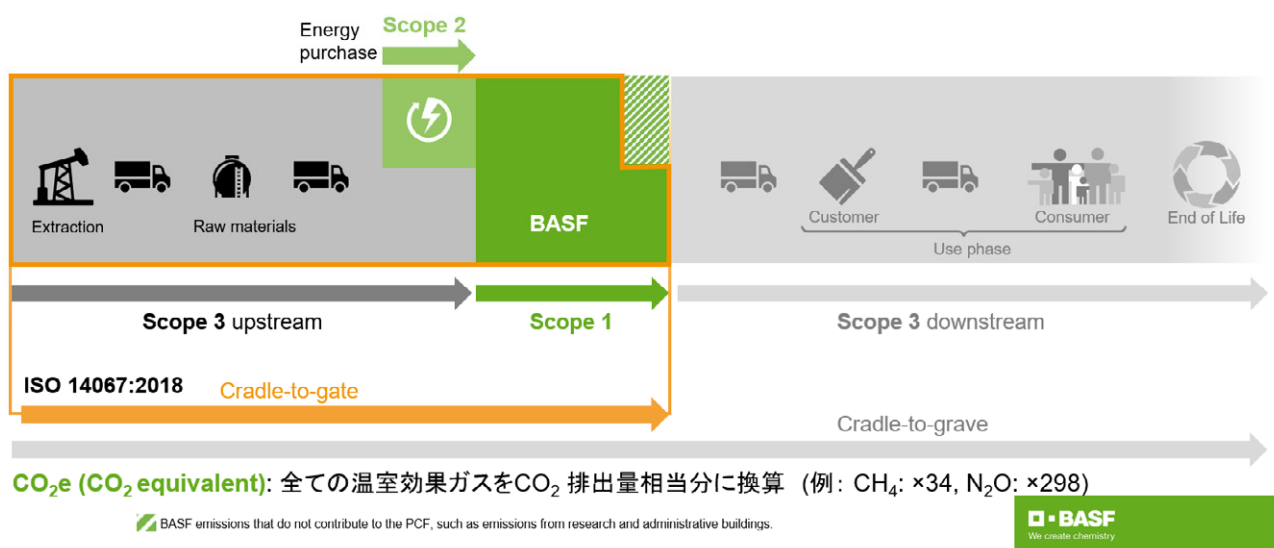 Energy
purchase
Scope 2
Extraction
Raw materials
BASF
Customer
Consumer
End of Life
Use phase
Scope 3 upstream
Scope 1
Scope 3 downstream
ISO 14067:2018
Cradle-to-gate
Cradle-to-grave
CO₂e (CO₂ equivalent): 全ての温室効果ガスをCO₂ 排出量相当分に換算 (例: CH₄: ×34, N₂O: ×298)
BASF emissions that do not contribute to the PCF, such as emissions from research and administrative buildings.
BASF
We create chemistry